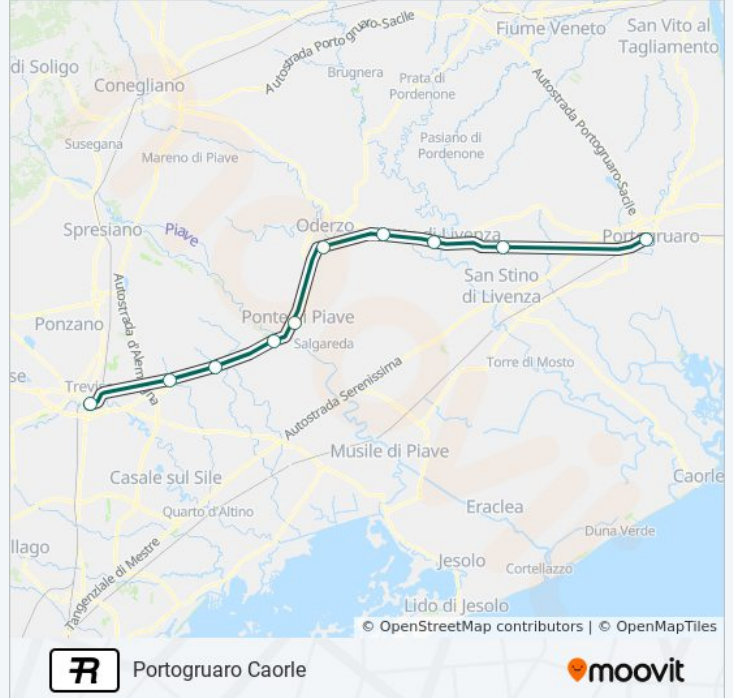 Autostrada Portogruaro-Sacile
Fiume Veneto
San Vito al
Tagliamento
di Soligo
Conegliano
Brugnera
Prata di
Pordenone
Autostrada Portogruaro-Sacile
Susegana
Mareno di Piave
Pasiano di
Pordenone
Spresiano
Piave
Oderzo
di Livenza
Portogruaro
San Stino
di Livenza
Autostrada d'Alemagna
Ponzano
Ponte di Piave
Salgareda
Torre di Mosto
se
Treviso
Autostrada Serenissima
Musile di Piave
Casale sul Sile
Caorle
Quarto d'Altino
Eraclea
Duna Verde
llago
Tangenziale di Mestre
Jesolo
Cortellazzo
Lido di Jesolo
© OpenStreetMap contributors | © OpenMapTiles
R Portogruaro Caorle
moovit